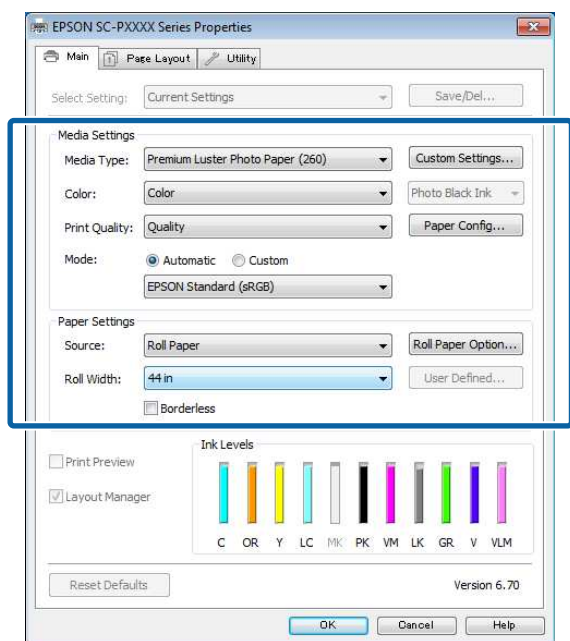 EPSON SC-PXXXX Series Properties
Main Page Layout Utility
Select Setting: Current Settings Save/Del...
Media Settings
Media Type: Premium Luster Photo Paper (260) Custom Settings...
Color: Color Photo Black Ink
Print Quality: Quality Paper Config...
Mode: Automatic Custom
EPSON Standard (sRGB)
Paper Settings
Source: Roll Paper Roll Paper Option...
Roll Width: 44 in User Defined...
Borderless
Ink Levels
Print Preview
Layout Manager
C OR Y LC MK PK VM LK GR V VLM
Reset Defaults Version 6.70
OK Cancel Help